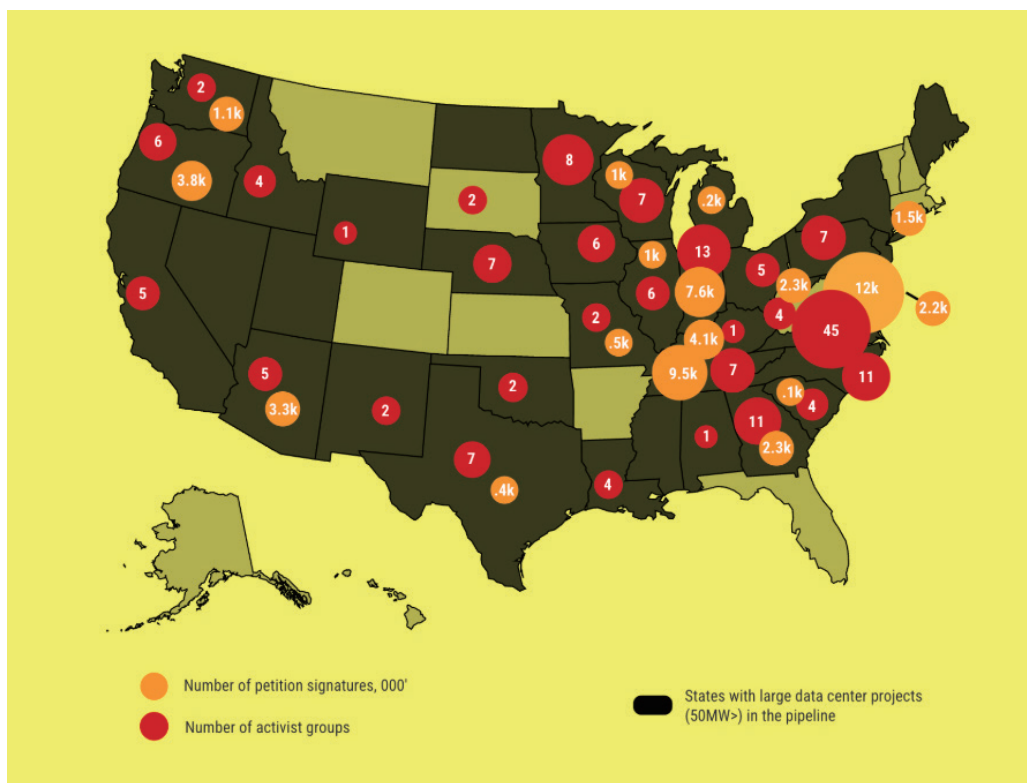 2
1.1k
6
3.8k
4
8
1k
7
.2k
2
1
1.5k
7
13
7
6
1k
5
2.3k
12k
5
6
7.6k
2.2k
4
45
2
4.1k
1
.5k
9.5k
7
11
5
3.3k
2
2
.1k
4
11
1
2.3k
7
.4k
4
Number of petition signatures, 000'
Number of activist groups
States with large data center projects
(50MW>) in the pipeline